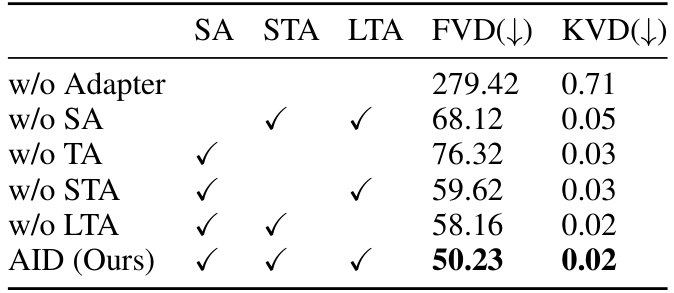 SA STA LTA FVD(↓) KVD(↓)
w/o Adapter 279.42 0.71
w/o SA ✓ ✓ 68.12 0.05
w/o TA ✓ 76.32 0.03
w/o STA ✓ ✓ 59.62 0.03
w/o LTA ✓ ✓ 58.16 0.02
AID (Ours) ✓ ✓ ✓ 50.23 0.02